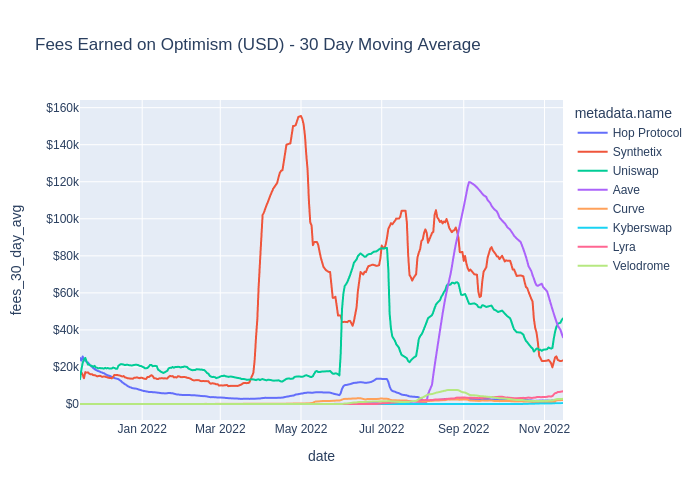 Fees Earned on Optimism (USD) - 30 Day Moving Average
fees_30_day_avg
$160k
$140k
$120k
$100k
$80k
$60k
$40k
$20k
$0
Jan 2022
Mar 2022
May 2022
Jul 2022
Sep 2022
Nov 2022
date
metadata.name
Hop Protocol
Synthetix
Uniswap
Aave
Curve
Kyberswap
Lyra
Velodrome